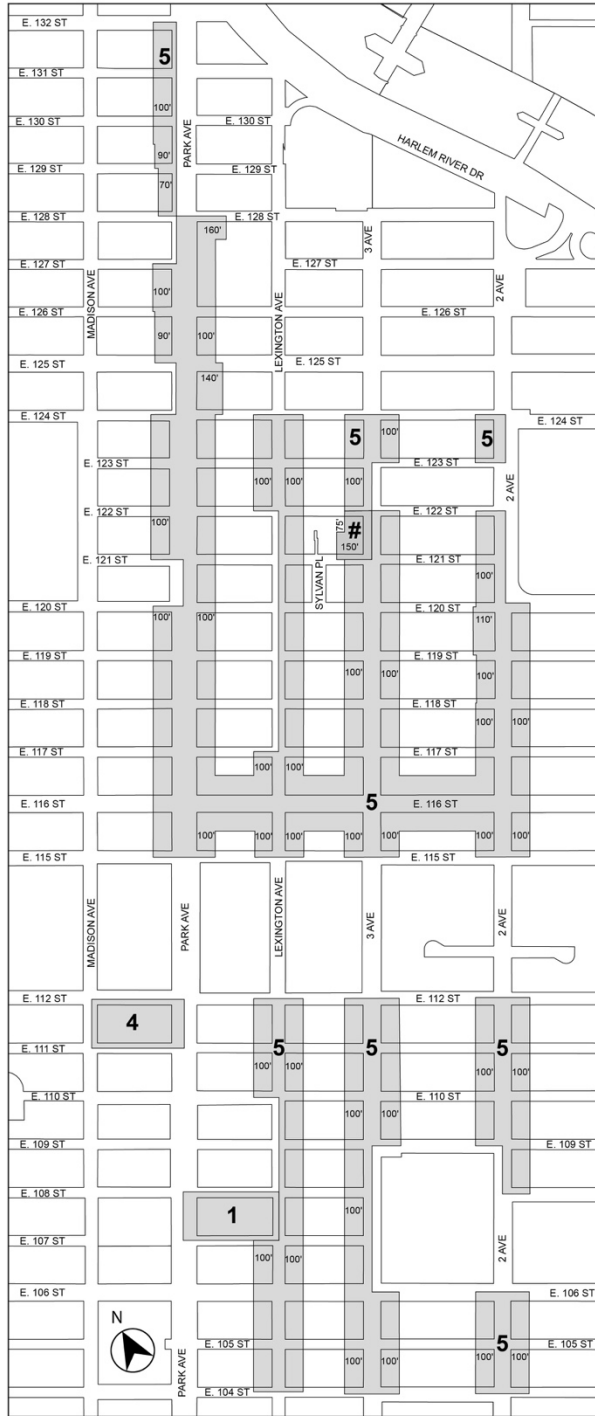 E. 132 ST
5
E. 131 ST
100'
PARK AVE
E. 130 ST
E. 130 ST
HARLEM RIVER DR
90'
E. 129 ST
E. 129 ST
70'
E. 128 ST
E. 128 ST
160'
3 AVE
E. 127 ST
E. 127 ST
MADISON AVE
100'
LEXINGTON AVE
2 AVE
E. 126 ST
E. 126 ST
90'
100'
E. 125 ST
E. 125 ST
140'
E. 124 ST
E. 124 ST
5
100'
5
E. 123 ST
E. 123 ST
100'
100'
100'
2 AVE
E. 122 ST
E. 122 ST
100'
75'
#
150'
E. 121 ST
E. 121 ST
SYLVAN PL
100'
E. 120 ST
E. 120 ST
100'
100'
110'
E. 119 ST
E. 119 ST
100'
100'
100'
E. 118 ST
E. 118 ST
100'
100'
E. 117 ST
E. 117 ST
100'
100'
E. 116 ST
5
E. 116 ST
100'
100'
100'
100'
100'
100'
100'
E. 115 ST
E. 115 ST
MADISON AVE
PARK AVE
LEXINGTON AVE
3 AVE
2 AVE
E. 112 ST
E. 112 ST
4
5
5
5
E. 111 ST
100'
100'
100'
100'
E. 110 ST
E. 110 ST
100'
100'
E. 109 ST
E. 109 ST
E. 108 ST
1
100'
E. 107 ST
100'
100'
2 AVE
E. 106 ST
E. 106 ST
N
E. 105 ST
5
E. 105 ST
100'
100'
100'
100'
PARK AVE
E. 104 ST